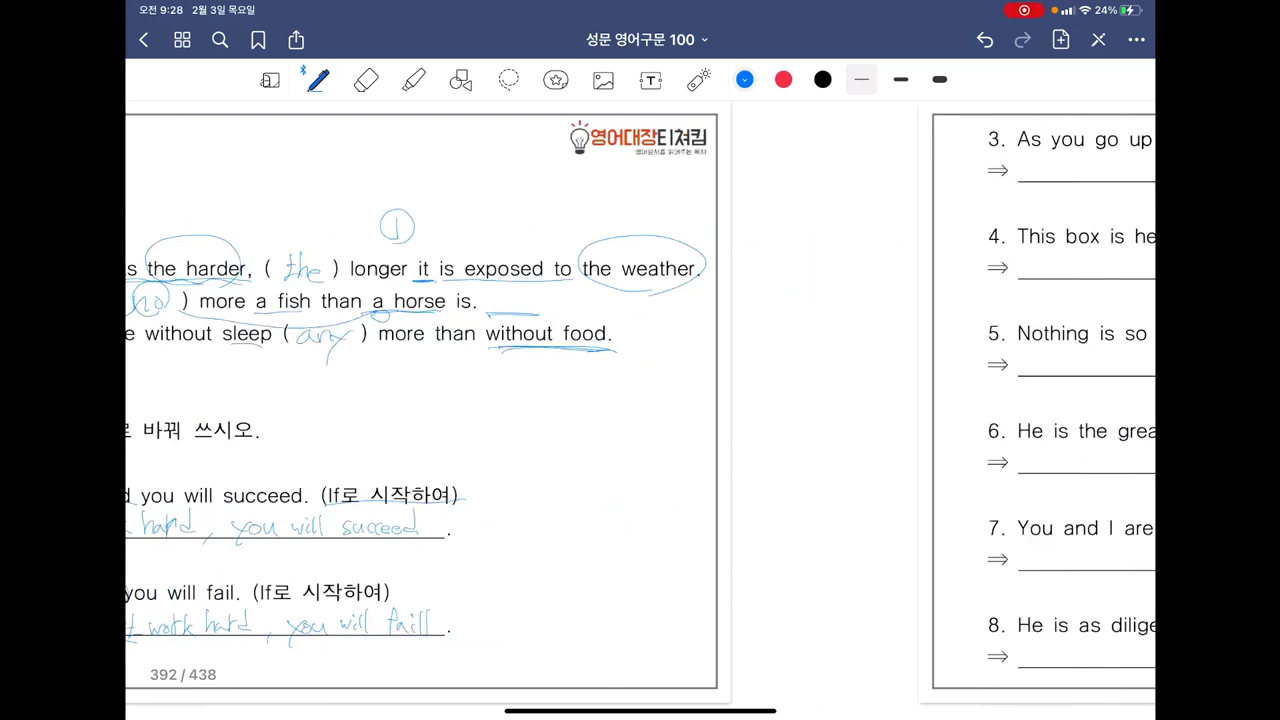 오전 9:28 2월 3일 목요일
24%
성문 영어구문 100
영어대장티쳐킴
①
s the harder, ( the ) longer it is exposed to the weather.
no ) more a fish than a horse is.
e without sleep ( any ) more than without food.
로 바꿔 쓰시오.
d you will succeed. (If로 시작하여)
hard, you will succeed.
you will fail. (If로 시작하여)
work hard, you will faill.
392 / 438
3. As you go up
⇒
4. This box is he
⇒
5. Nothing is so
⇒
6. He is the grea
⇒
7. You and I are
⇒
8. He is as dilige
⇒